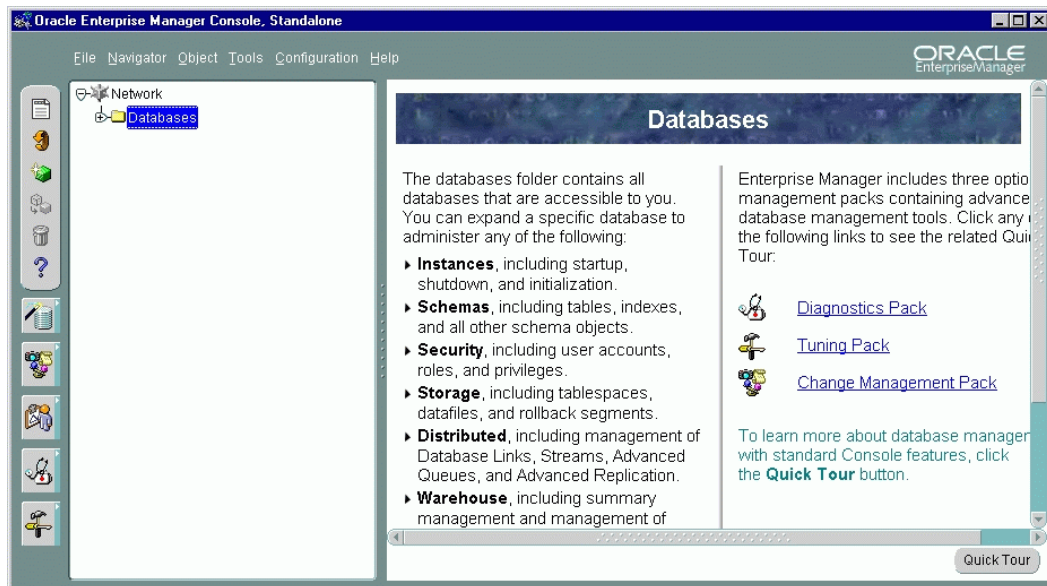 Oracle Enterprise Manager Console, Standalone
File Navigator Object Tools Configuration Help
ORACLE
EnterpriseManager
Network
Databases
Databases
The databases folder contains all
databases that are accessible to you.
You can expand a specific database to
administer any of the following:
Instances, including startup,
shutdown, and initialization.
Schemas, including tables, indexes,
and all other schema objects.
Security, including user accounts,
roles, and privileges.
Storage, including tablespaces,
datafiles, and rollback segments.
Distributed, including management of
Database Links, Streams, Advanced
Queues, and Advanced Replication.
Warehouse, including summary
management and management of
Enterprise Manager includes three optio
management packs containing advance
database management tools. Click any
the following links to see the related Qui
Tour:
Diagnostics Pack
Tuning Pack
Change Management Pack
To learn more about database manager
with standard Console features, click
the Quick Tour button.
Quick Tour